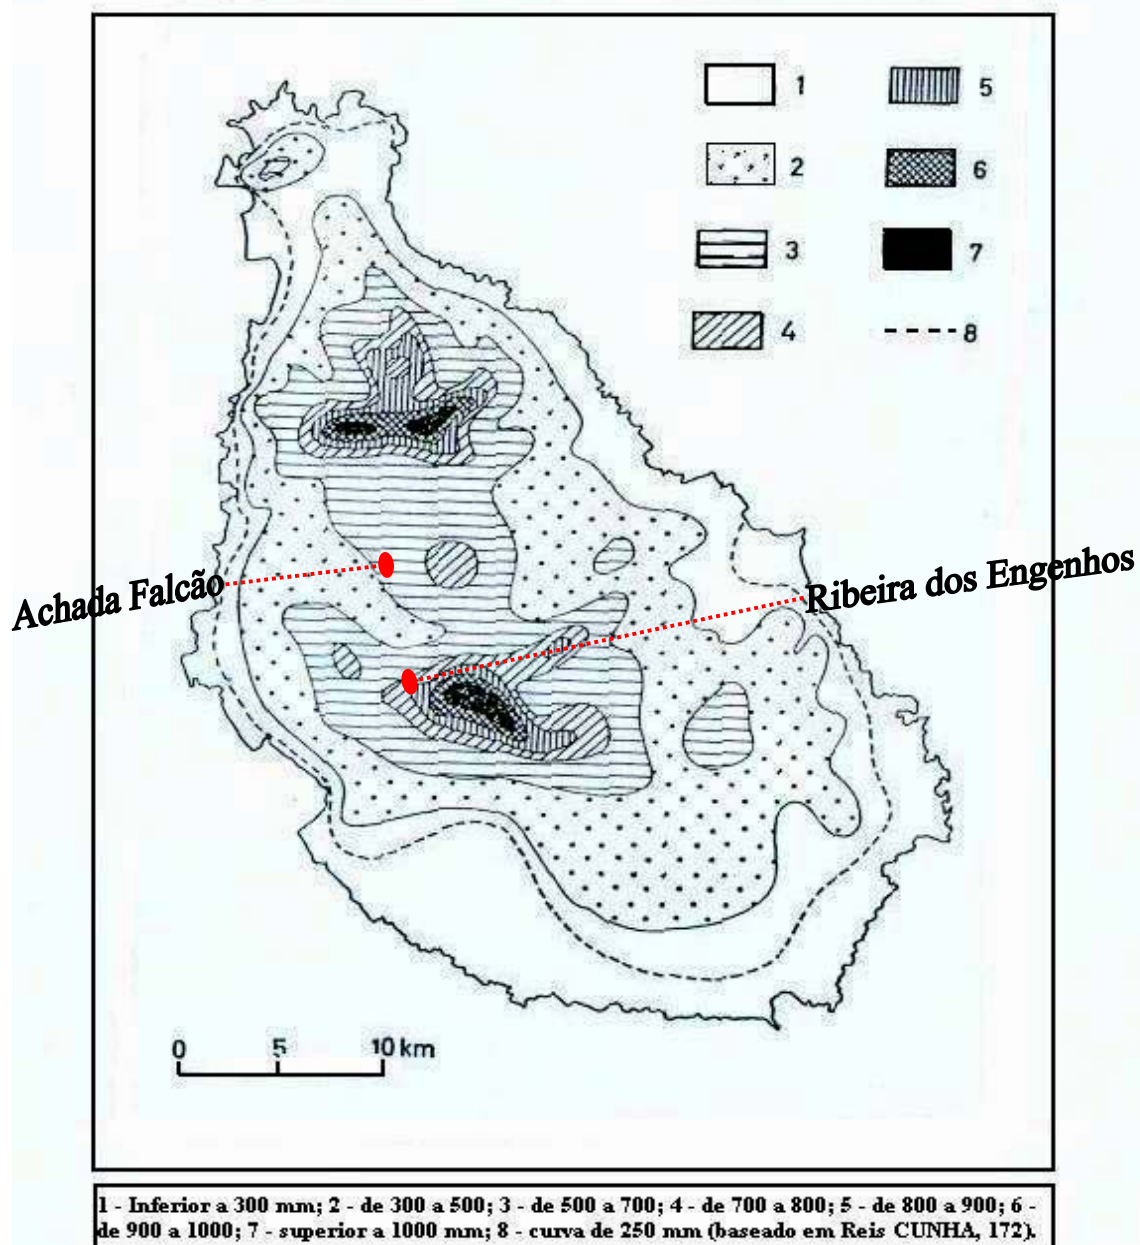 1 5
2 6
3 7
4 8
Achada Falcão
Ribeira dos Engenhos
0 5 10 km
1 - Inferior a 300 mm; 2 - de 300 a 500; 3 - de 500 a 700; 4 - de 700 a 800; 5 - de 800 a 900; 6 -
de 900 a 1000; 7 - superior a 1000 mm; 8 - curva de 250 mm (baseado em Reis CUNHA, 172).